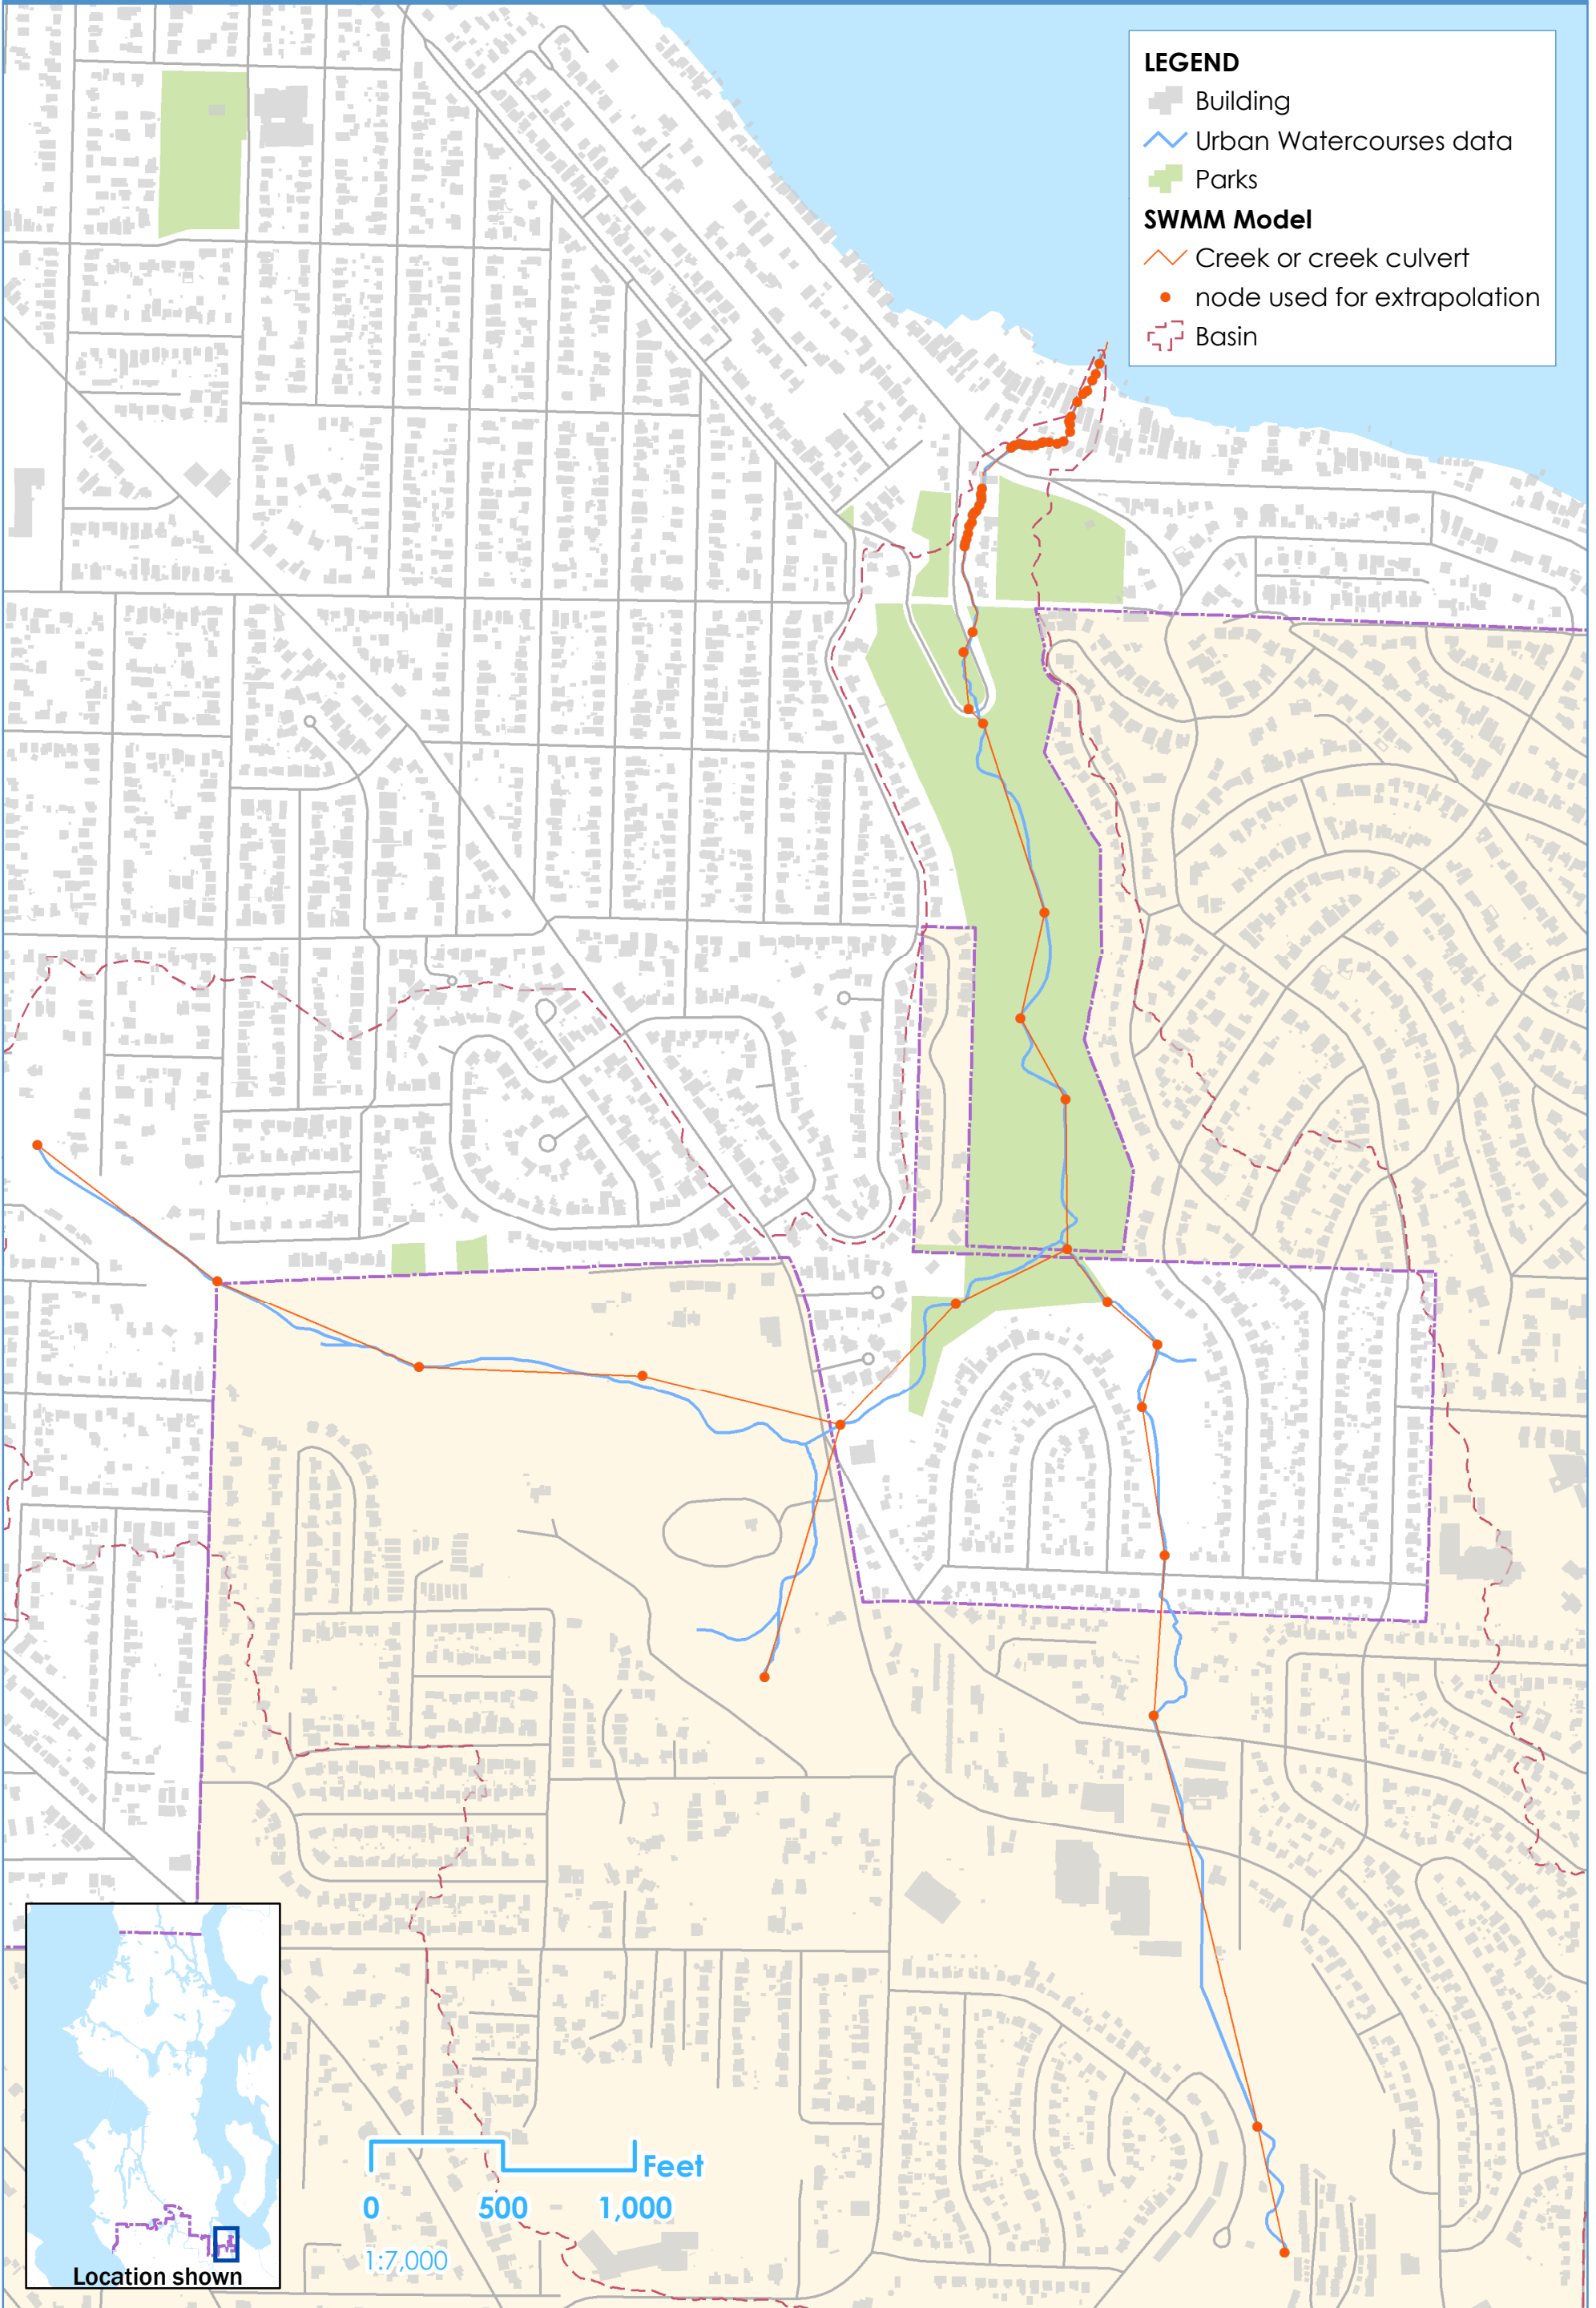 LEGEND
Building
Urban Watercourses data
Parks
SWMM Model
Creek or creek culvert
node used for extrapolation
Basin
Feet
0 500 1,000
1:7,000
Location shown